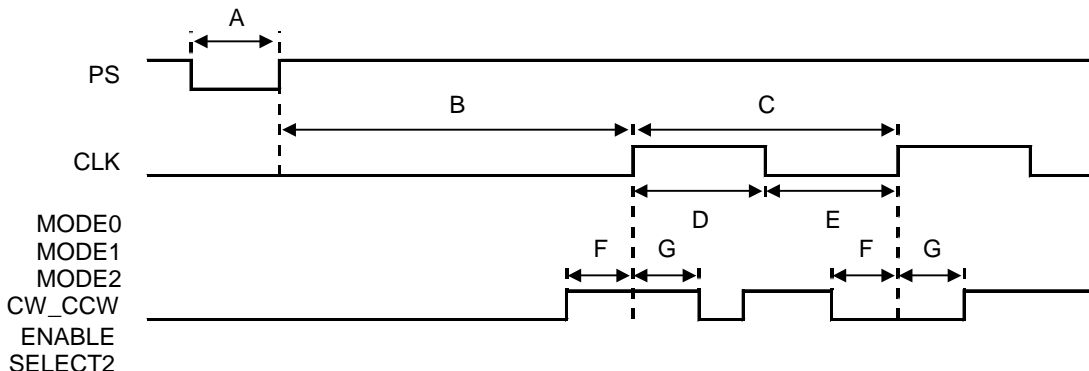 A
PS
B C
CLK
D E
MODE0
MODE1
F G F G
MODE2
CW_CCW
ENABLE
SELECT2